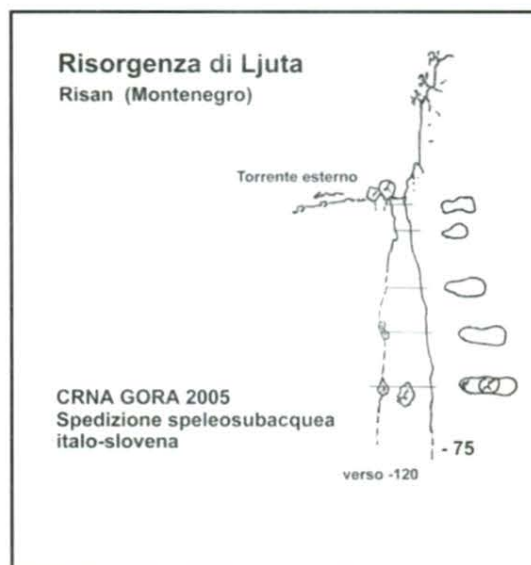 Risorgenza di Ljuta
Risan (Montenegro)
Torrente esterno
CRNA GORA 2005
Spedizione speleosubacquea
italo-slovena
- 75
verso -120